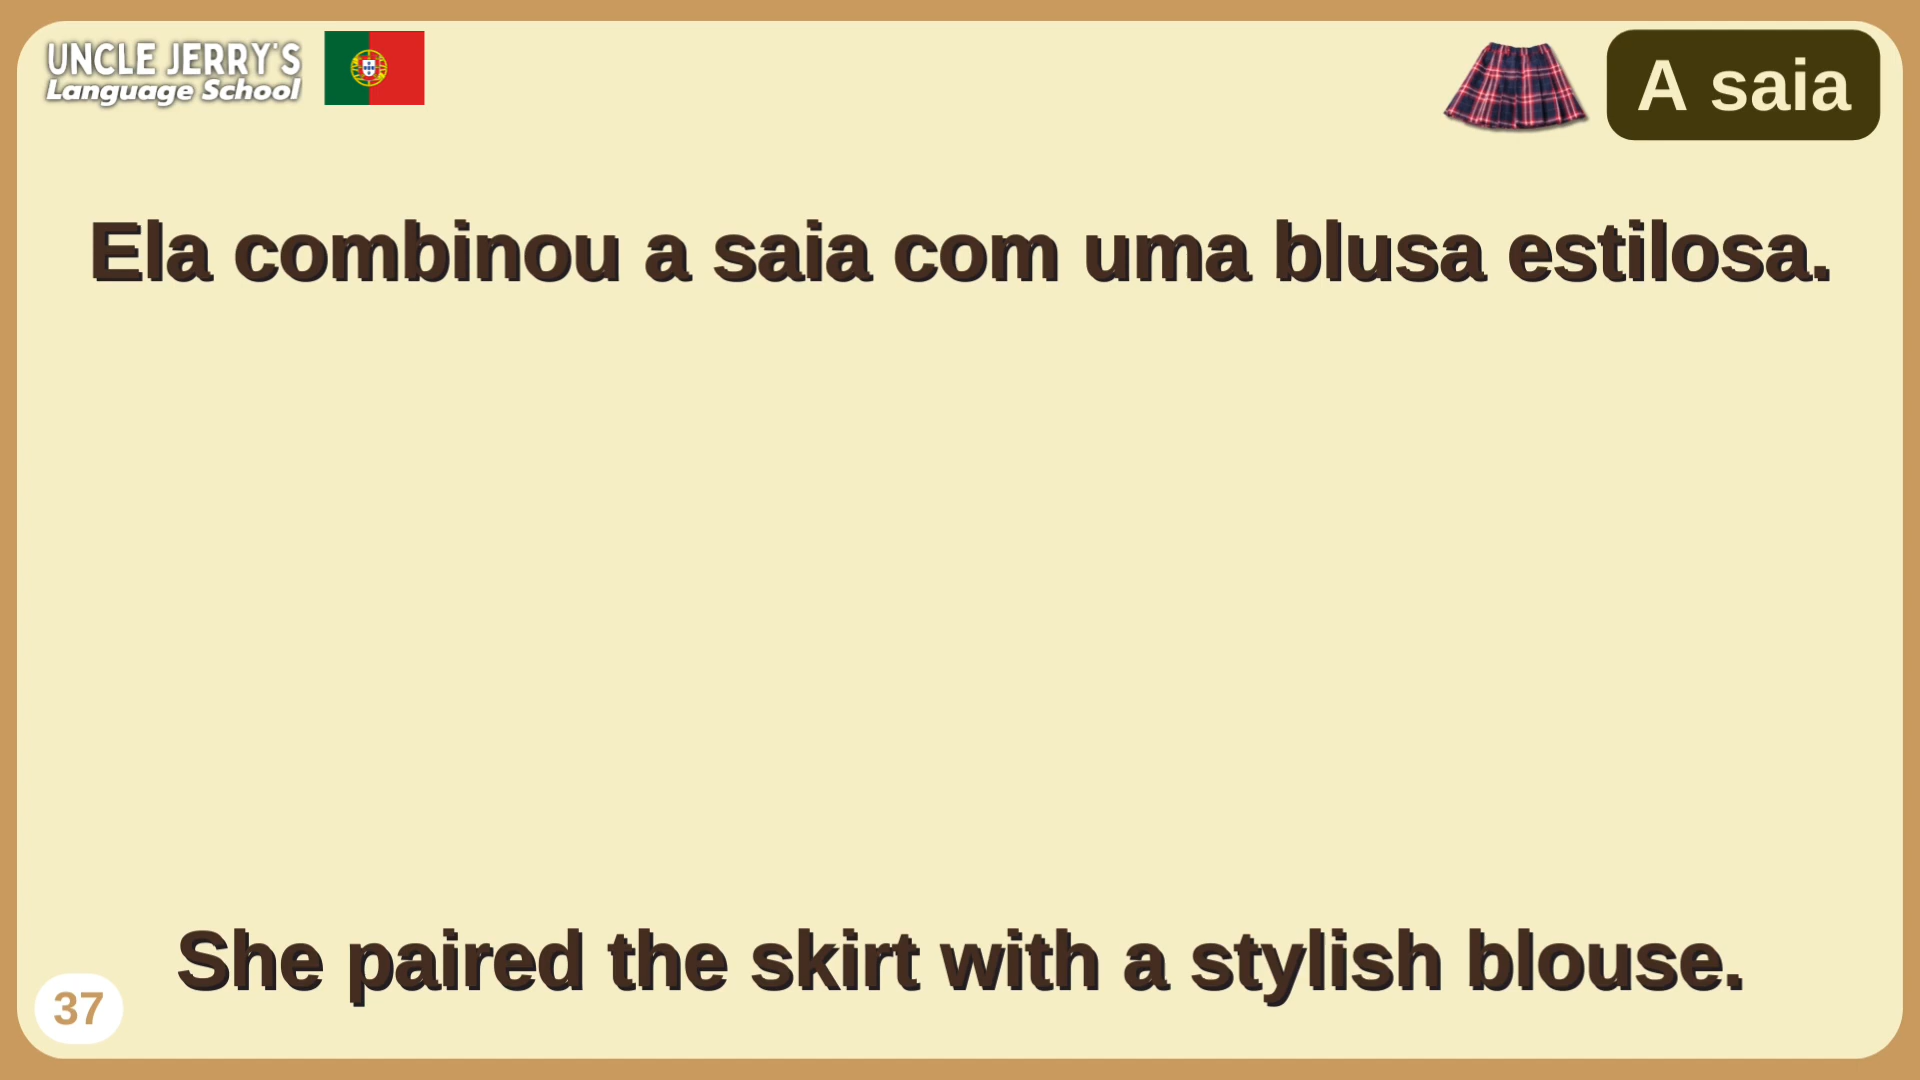 UNCLE JERRY'S
Language School
A saia
Ela combinou a saia com uma blusa estilosa.
She paired the skirt with a stylish blouse.
37